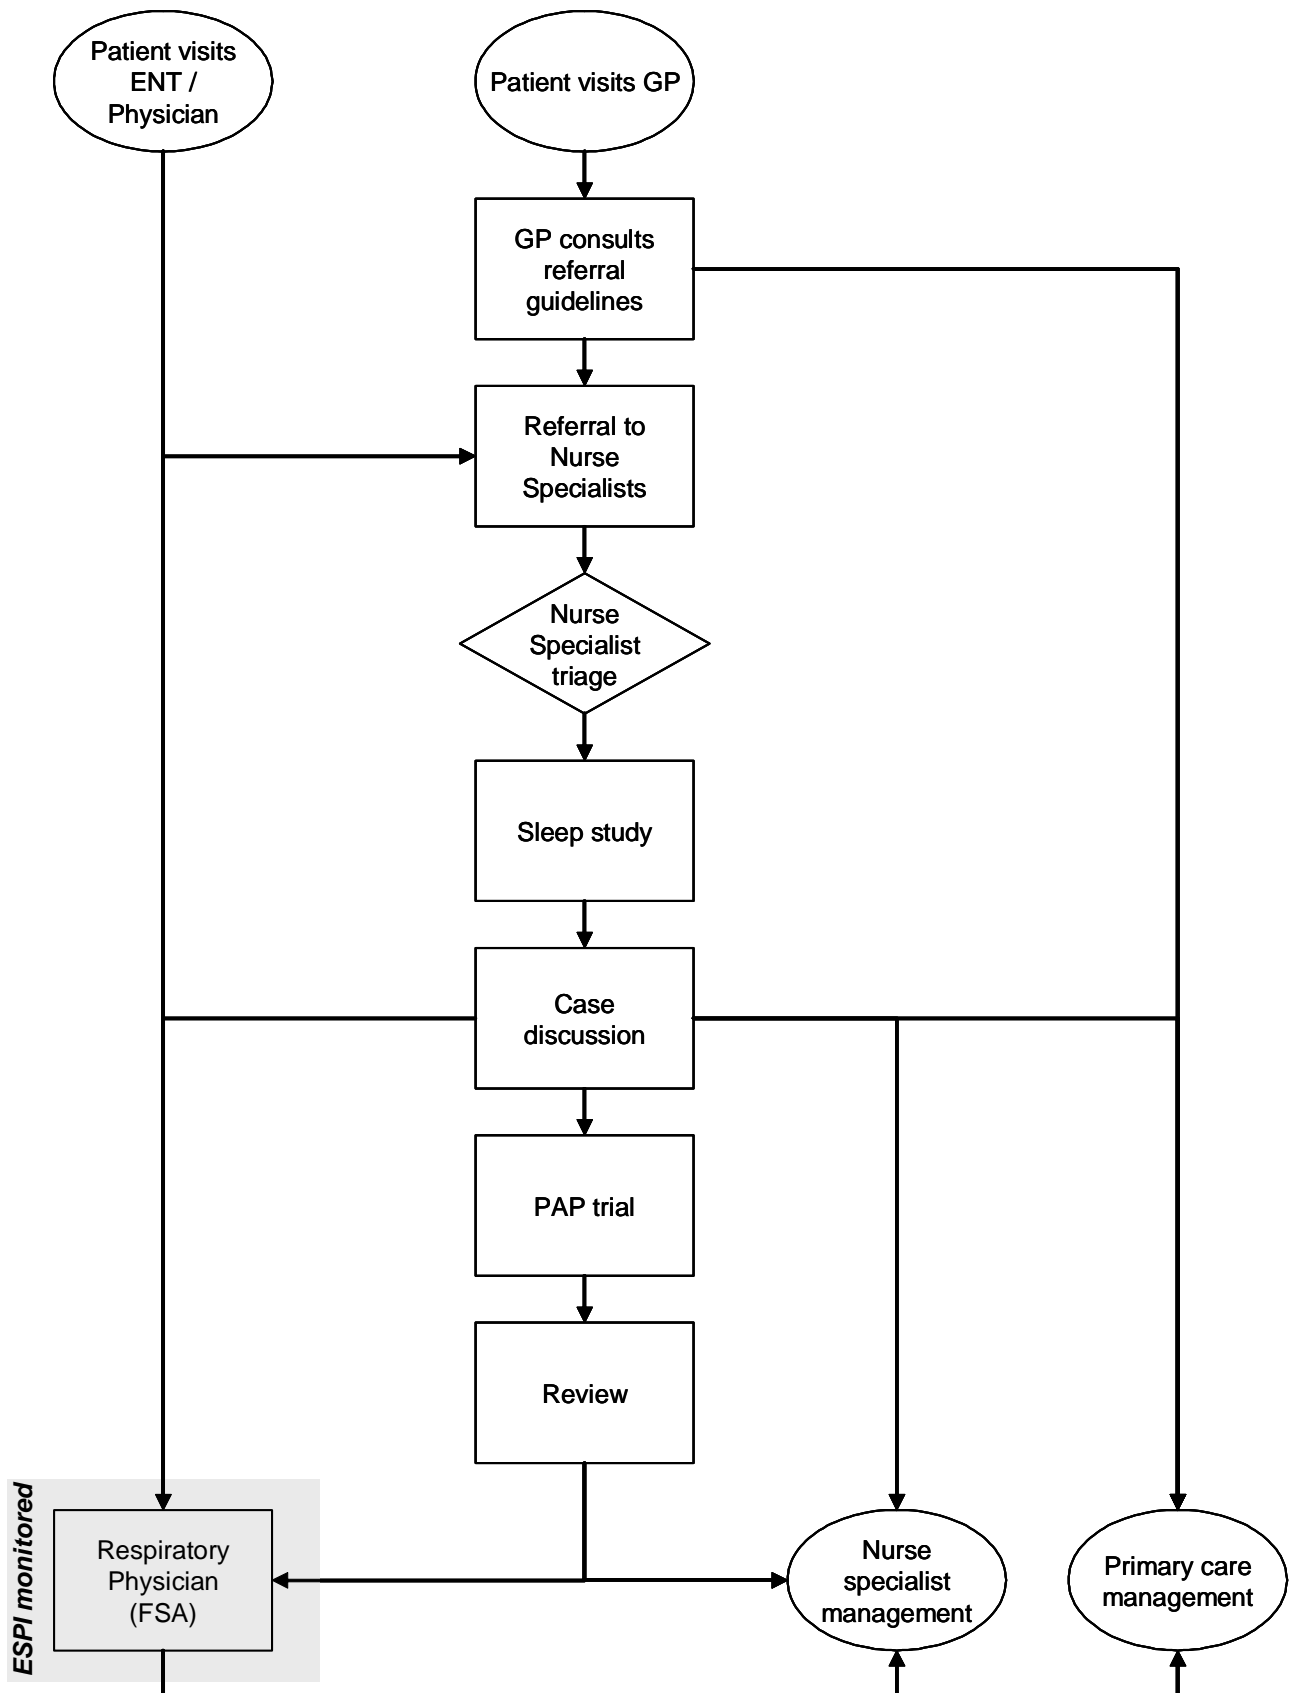 Patient visits
ENT /
Physician
Patient visits GP
GP consults
referral
guidelines
Referral to
Nurse
Specialists
Nurse
Specialist
triage
Sleep study
Case
discussion
PAP trial
Review
ESPI monitored
Respiratory
Physician
(FSA)
Nurse
specialist
management
Primary care
management